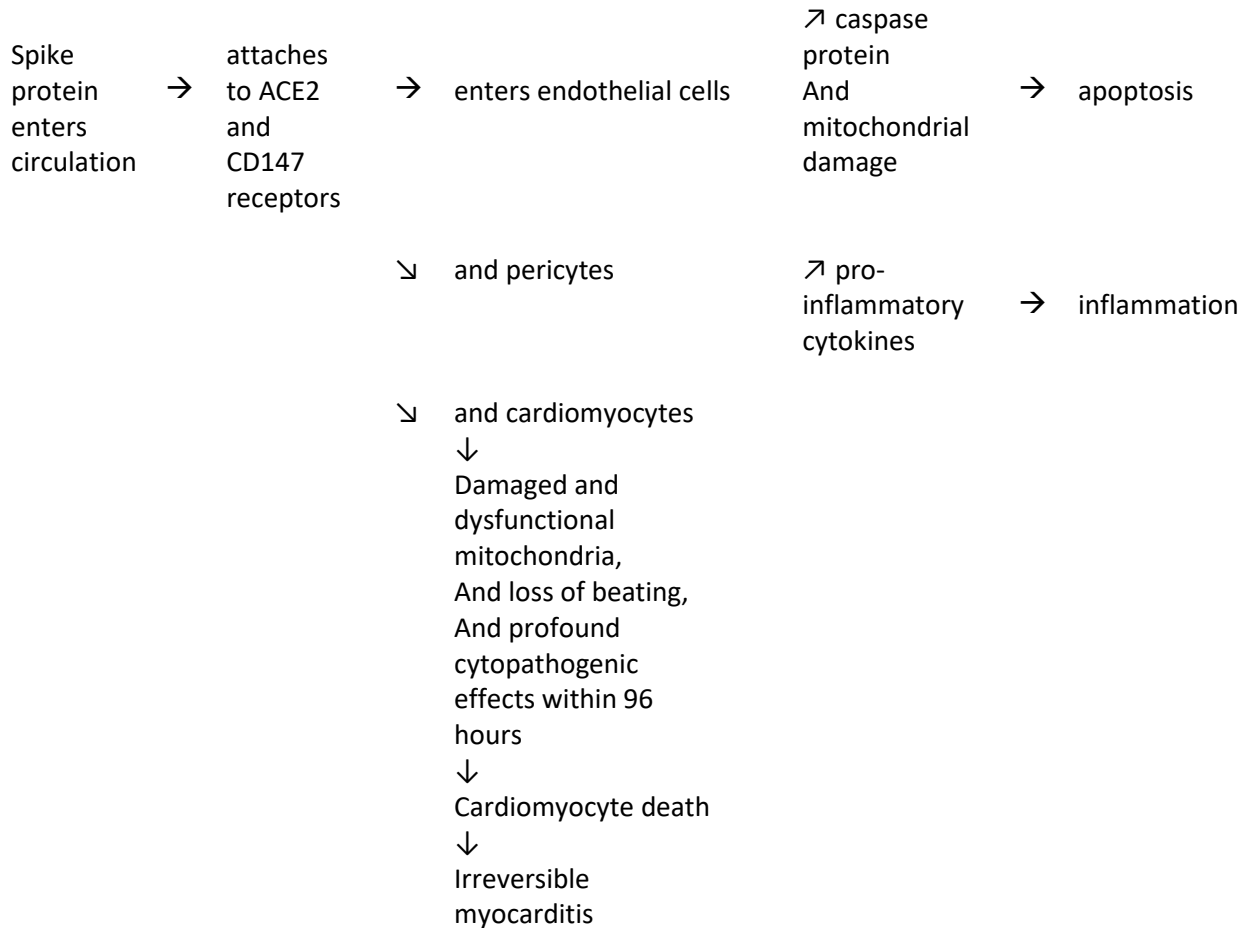 Spike
protein
enters
circulation
→
attaches
to ACE2
and
CD147
receptors
→
enters endothelial cells
↗ caspase
protein
And
mitochondrial
damage
→
apoptosis
↘
and pericytes
↗ pro-
inflammatory
cytokines
→
inflammation
↘
and cardiomyocytes
↓
Damaged and
dysfunctional
mitochondria,
And loss of beating,
And profound
cytopathogenic
effects within 96
hours
↓
Cardiomyocyte death
↓
Irreversible
myocarditis